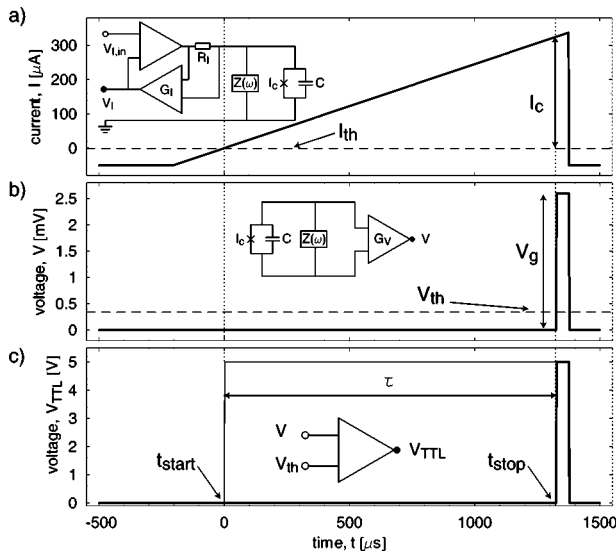 a)
current, I [μA]
300
200
100
0
V_I,in
R_I
G_I
V_I
Z(ω)
I_c
C
I_th
I_c
b)
voltage, V [mV]
2.5
2
1.5
1
0.5
0
I_c
C
Z(ω)
G_V
V
V_g
V_th
c)
voltage, V_TTL [V]
5
4
3
2
1
0
τ
V
V_th
V_TTL
t_start
t_stop
-500
0
500
1000
1500
time, t [μs]